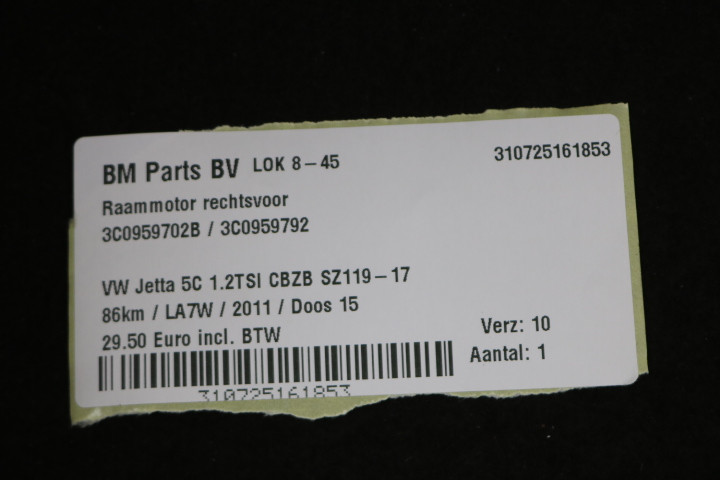 BM Parts BV LOK 8-45 310725161853
Raammotor rechtsvoor
3C0959702B / 3C0959792
VW Jetta 5C 1.2TSI CBZB SZ119-17
86km / LA7W / 2011 / Doos 15
29.50 Euro incl. BTW
Verz: 10
Aantal: 1
310725161853